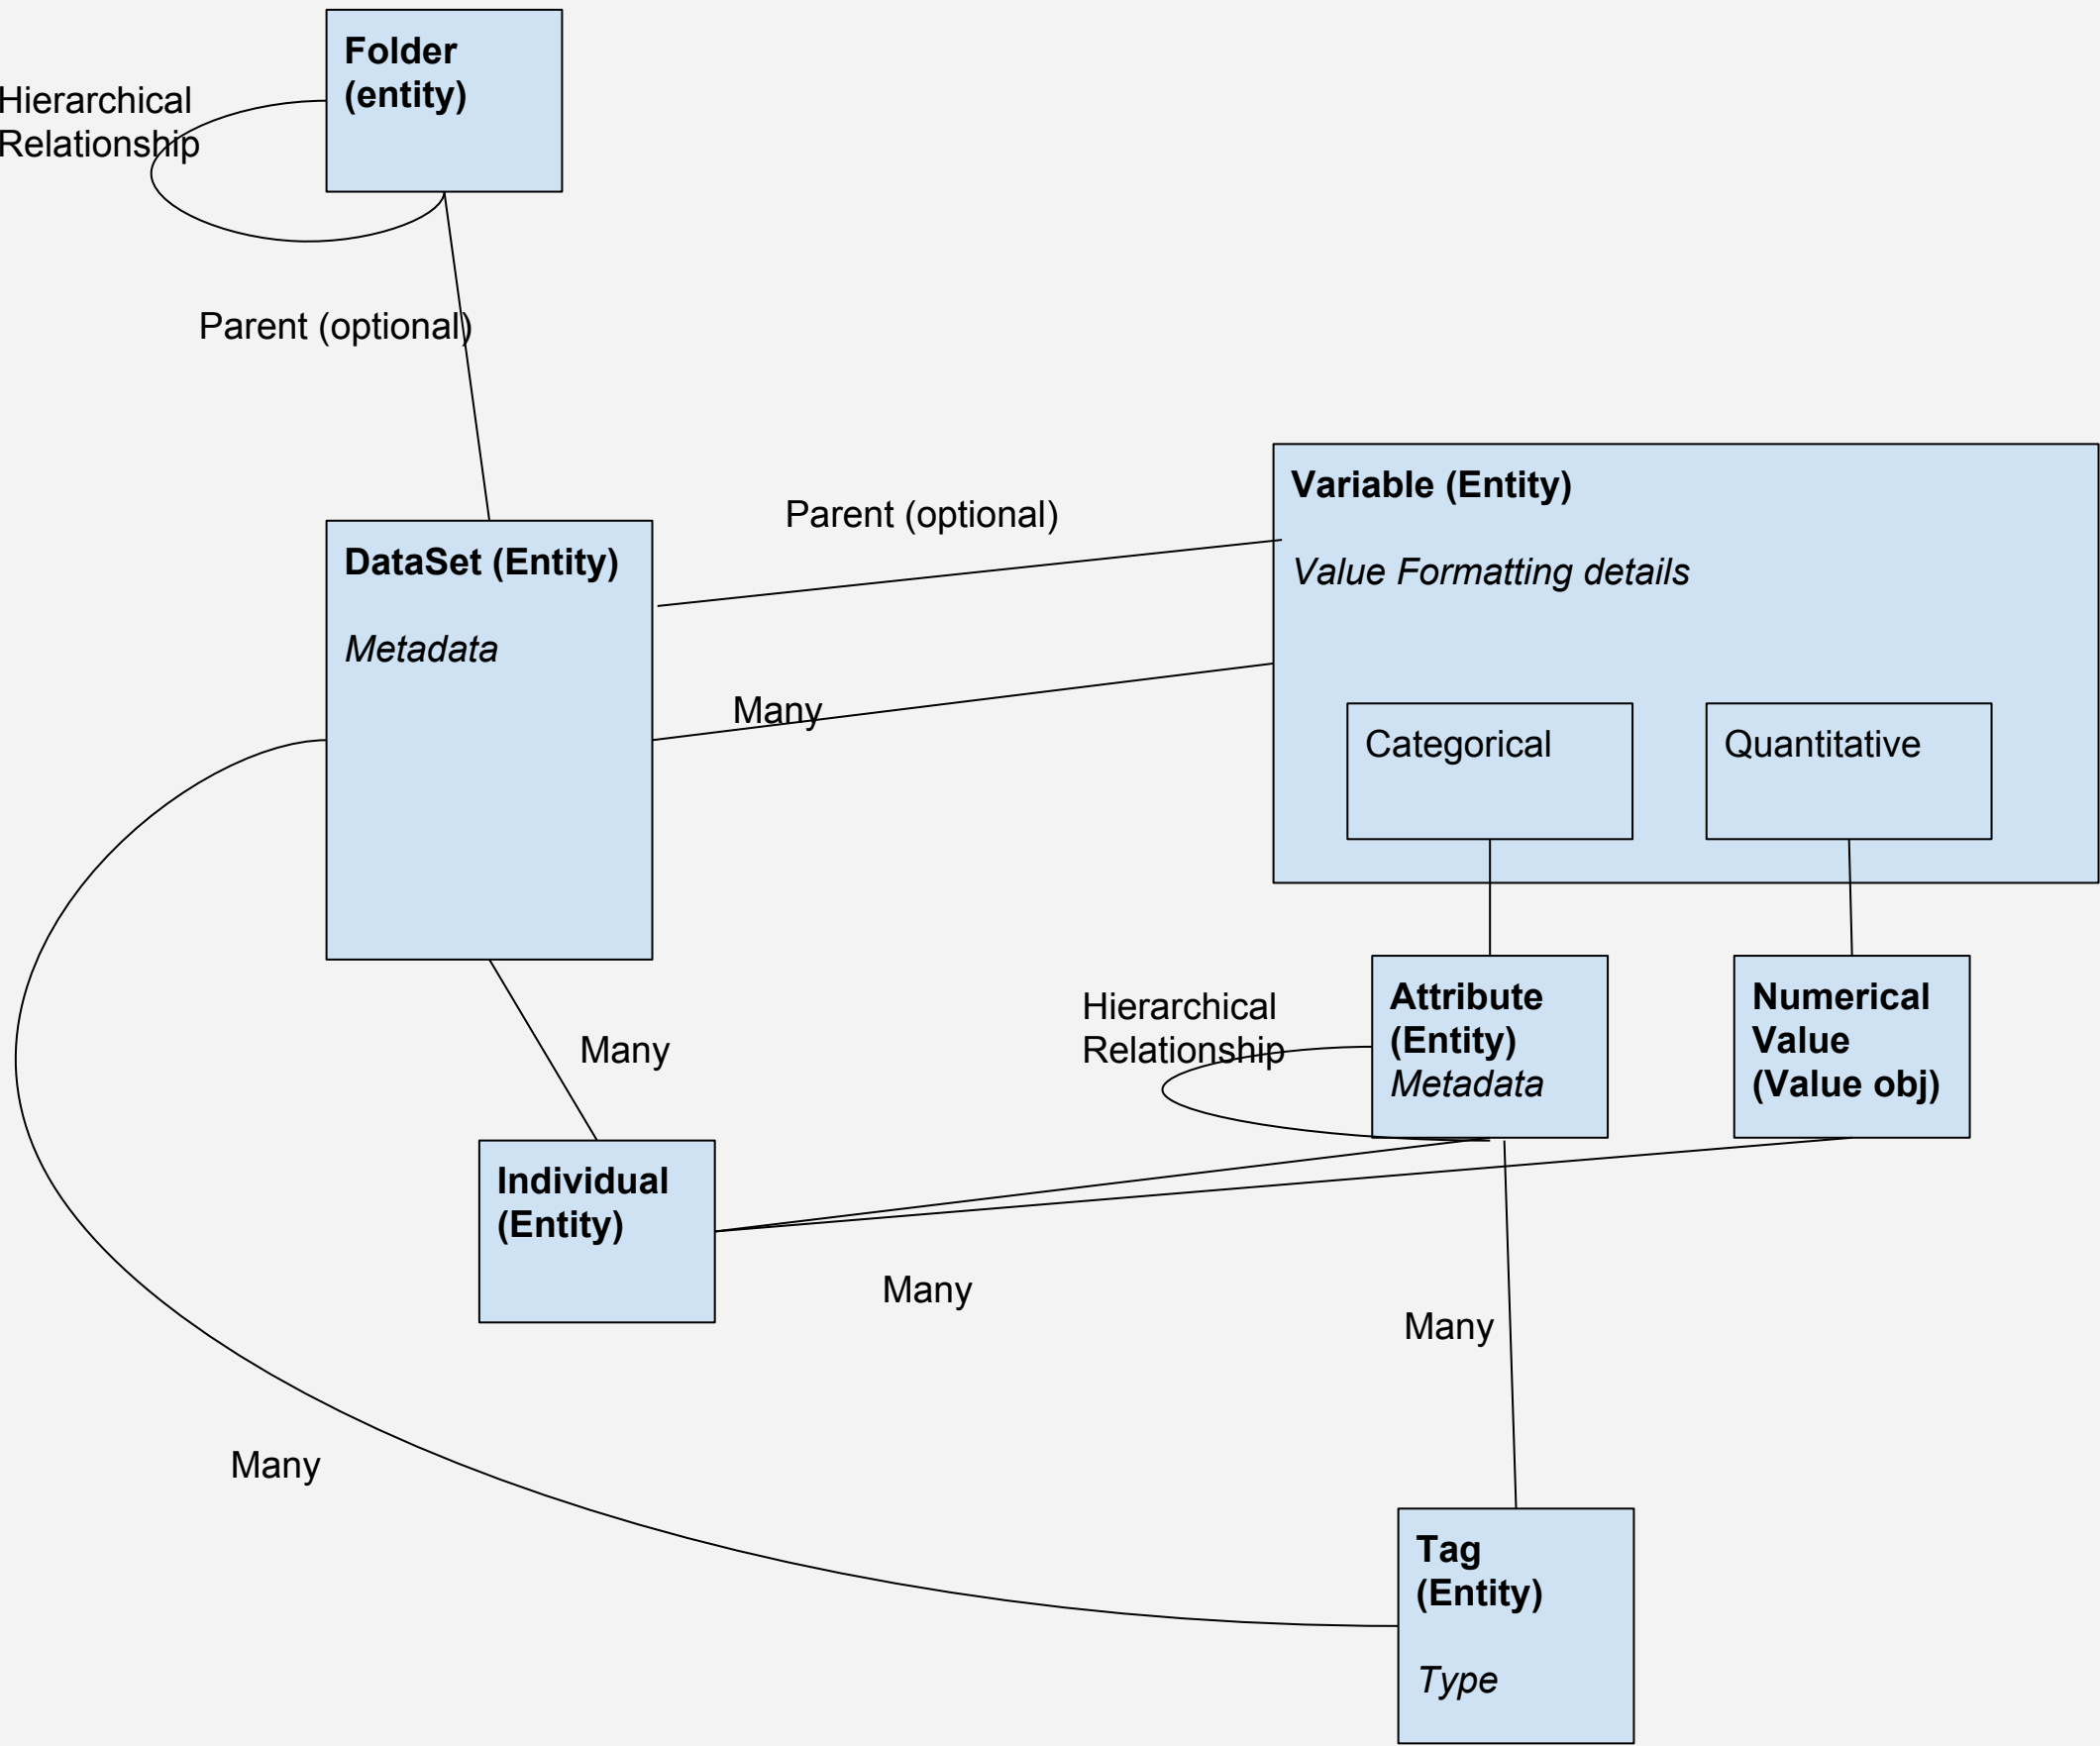 Folder
(entity)
Hierarchical
Relationship
Parent (optional)
Parent (optional)
Variable (Entity)
Value Formatting details
DataSet (Entity)
Metadata
Many
Categorical
Quantitative
Hierarchical
Relationship
Attribute
(Entity)
Metadata
Numerical
Value
(Value obj)
Many
Individual
(Entity)
Many
Many
Many
Tag
(Entity)
Type